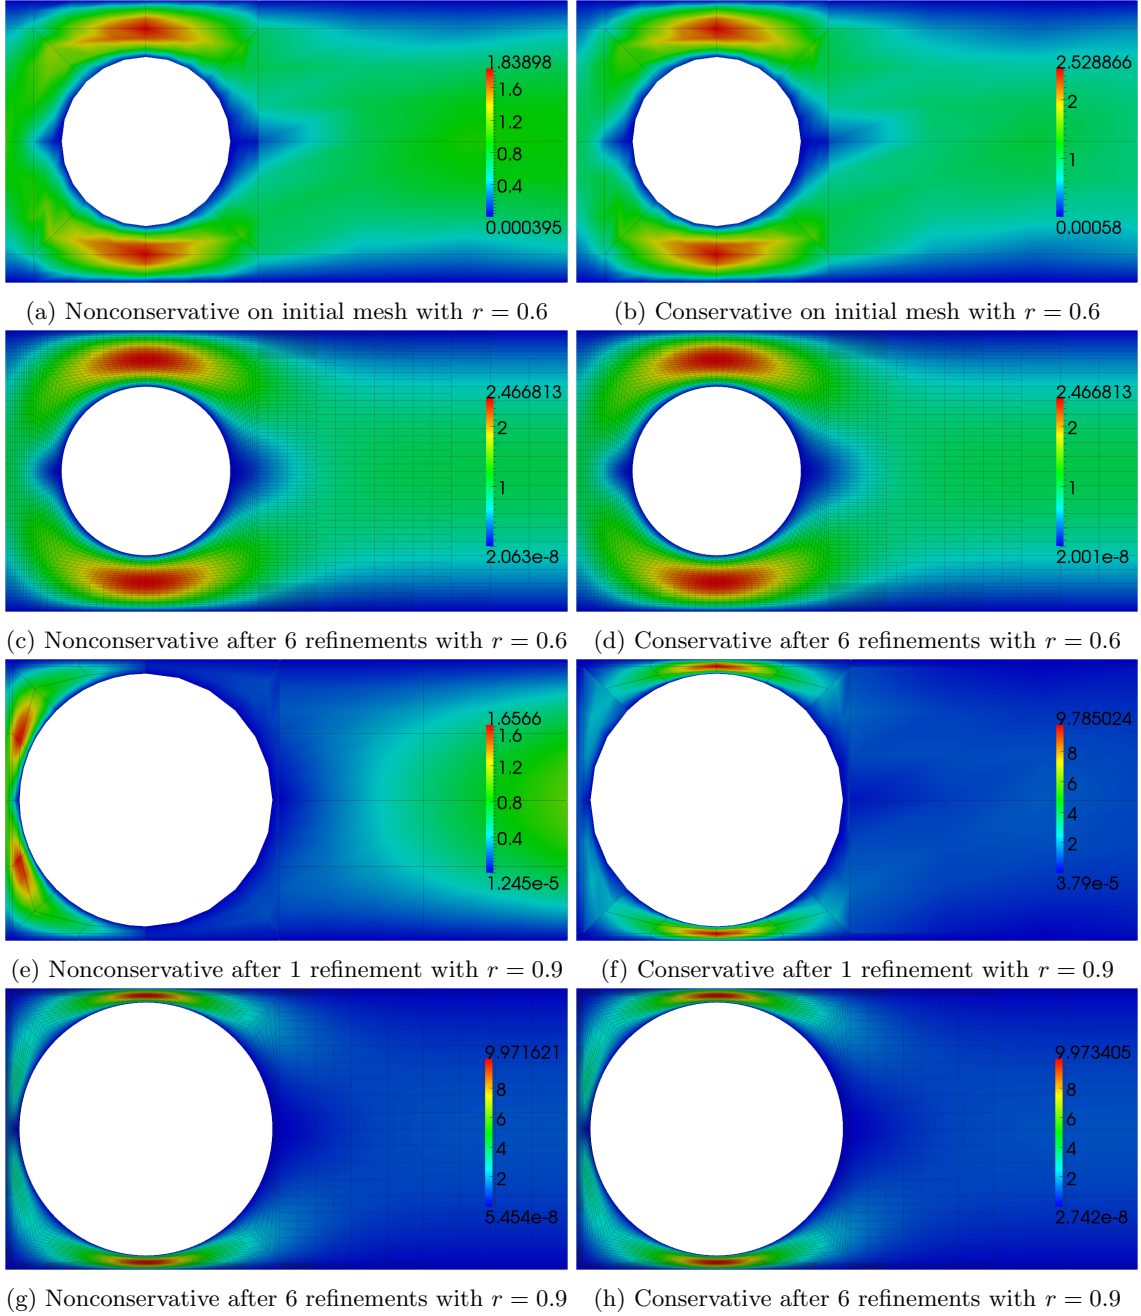 1.83898
1.6
1.2
0.8
0.4
0.000395
2.528866
2
1
0.00058
(a) Nonconservative on initial mesh with r = 0.6
(b) Conservative on initial mesh with r = 0.6
2.466813
2
1
2.063e-8
2.466813
2
1
2.001e-8
(c) Nonconservative after 6 refinements with r = 0.6
(d) Conservative after 6 refinements with r = 0.6
1.6566
1.6
1.2
0.8
0.4
1.245e-5
9.785024
8
6
4
2
3.79e-5
(e) Nonconservative after 1 refinement with r = 0.9
(f) Conservative after 1 refinement with r = 0.9
9.971621
8
6
4
2
5.454e-8
9.973405
8
6
4
2
2.742e-8
(g) Nonconservative after 6 refinements with r = 0.9
(h) Conservative after 6 refinements with r = 0.9